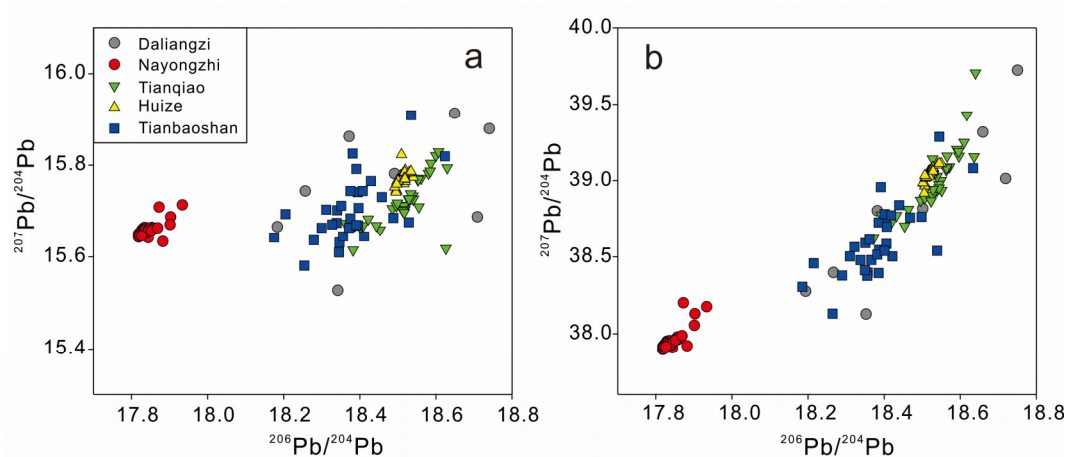 a
Daliangzi
Nayongzhi
Tianqiao
Huize
Tianbaoshan
16.0
15.8
15.6
15.4
²⁰⁷Pb/²⁰⁴Pb
17.8 18.0 18.2 18.4 18.6 18.8
²⁰⁶Pb/²⁰⁴Pb
b
40.0
39.5
39.0
38.5
38.0
²⁰⁷Pb/²⁰⁴Pb
17.8 18.0 18.2 18.4 18.6 18.8
²⁰⁶Pb/²⁰⁴Pb